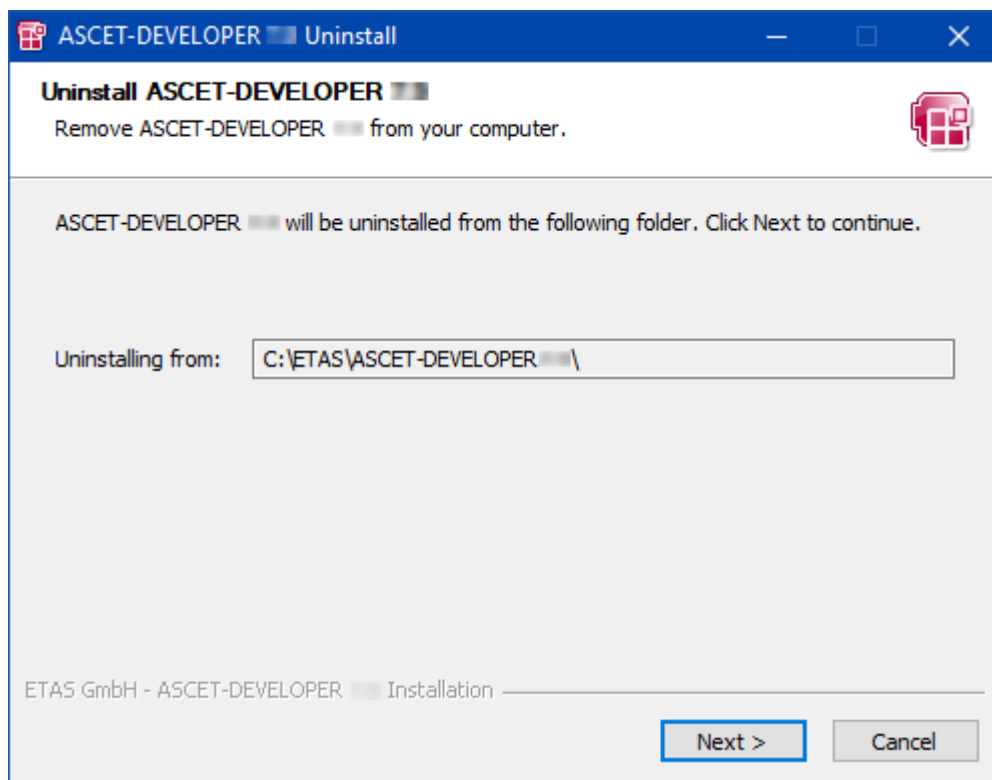 ASCET-DEVELOPER Uninstall
Uninstall ASCET-DEVELOPER
Remove ASCET-DEVELOPER from your computer.
ASCET-DEVELOPER will be uninstalled from the following folder. Click Next to continue.
Uninstalling from: C:\ETAS\ASCET-DEVELOPER \
ETAS GmbH - ASCET-DEVELOPER Installation
Next > Cancel